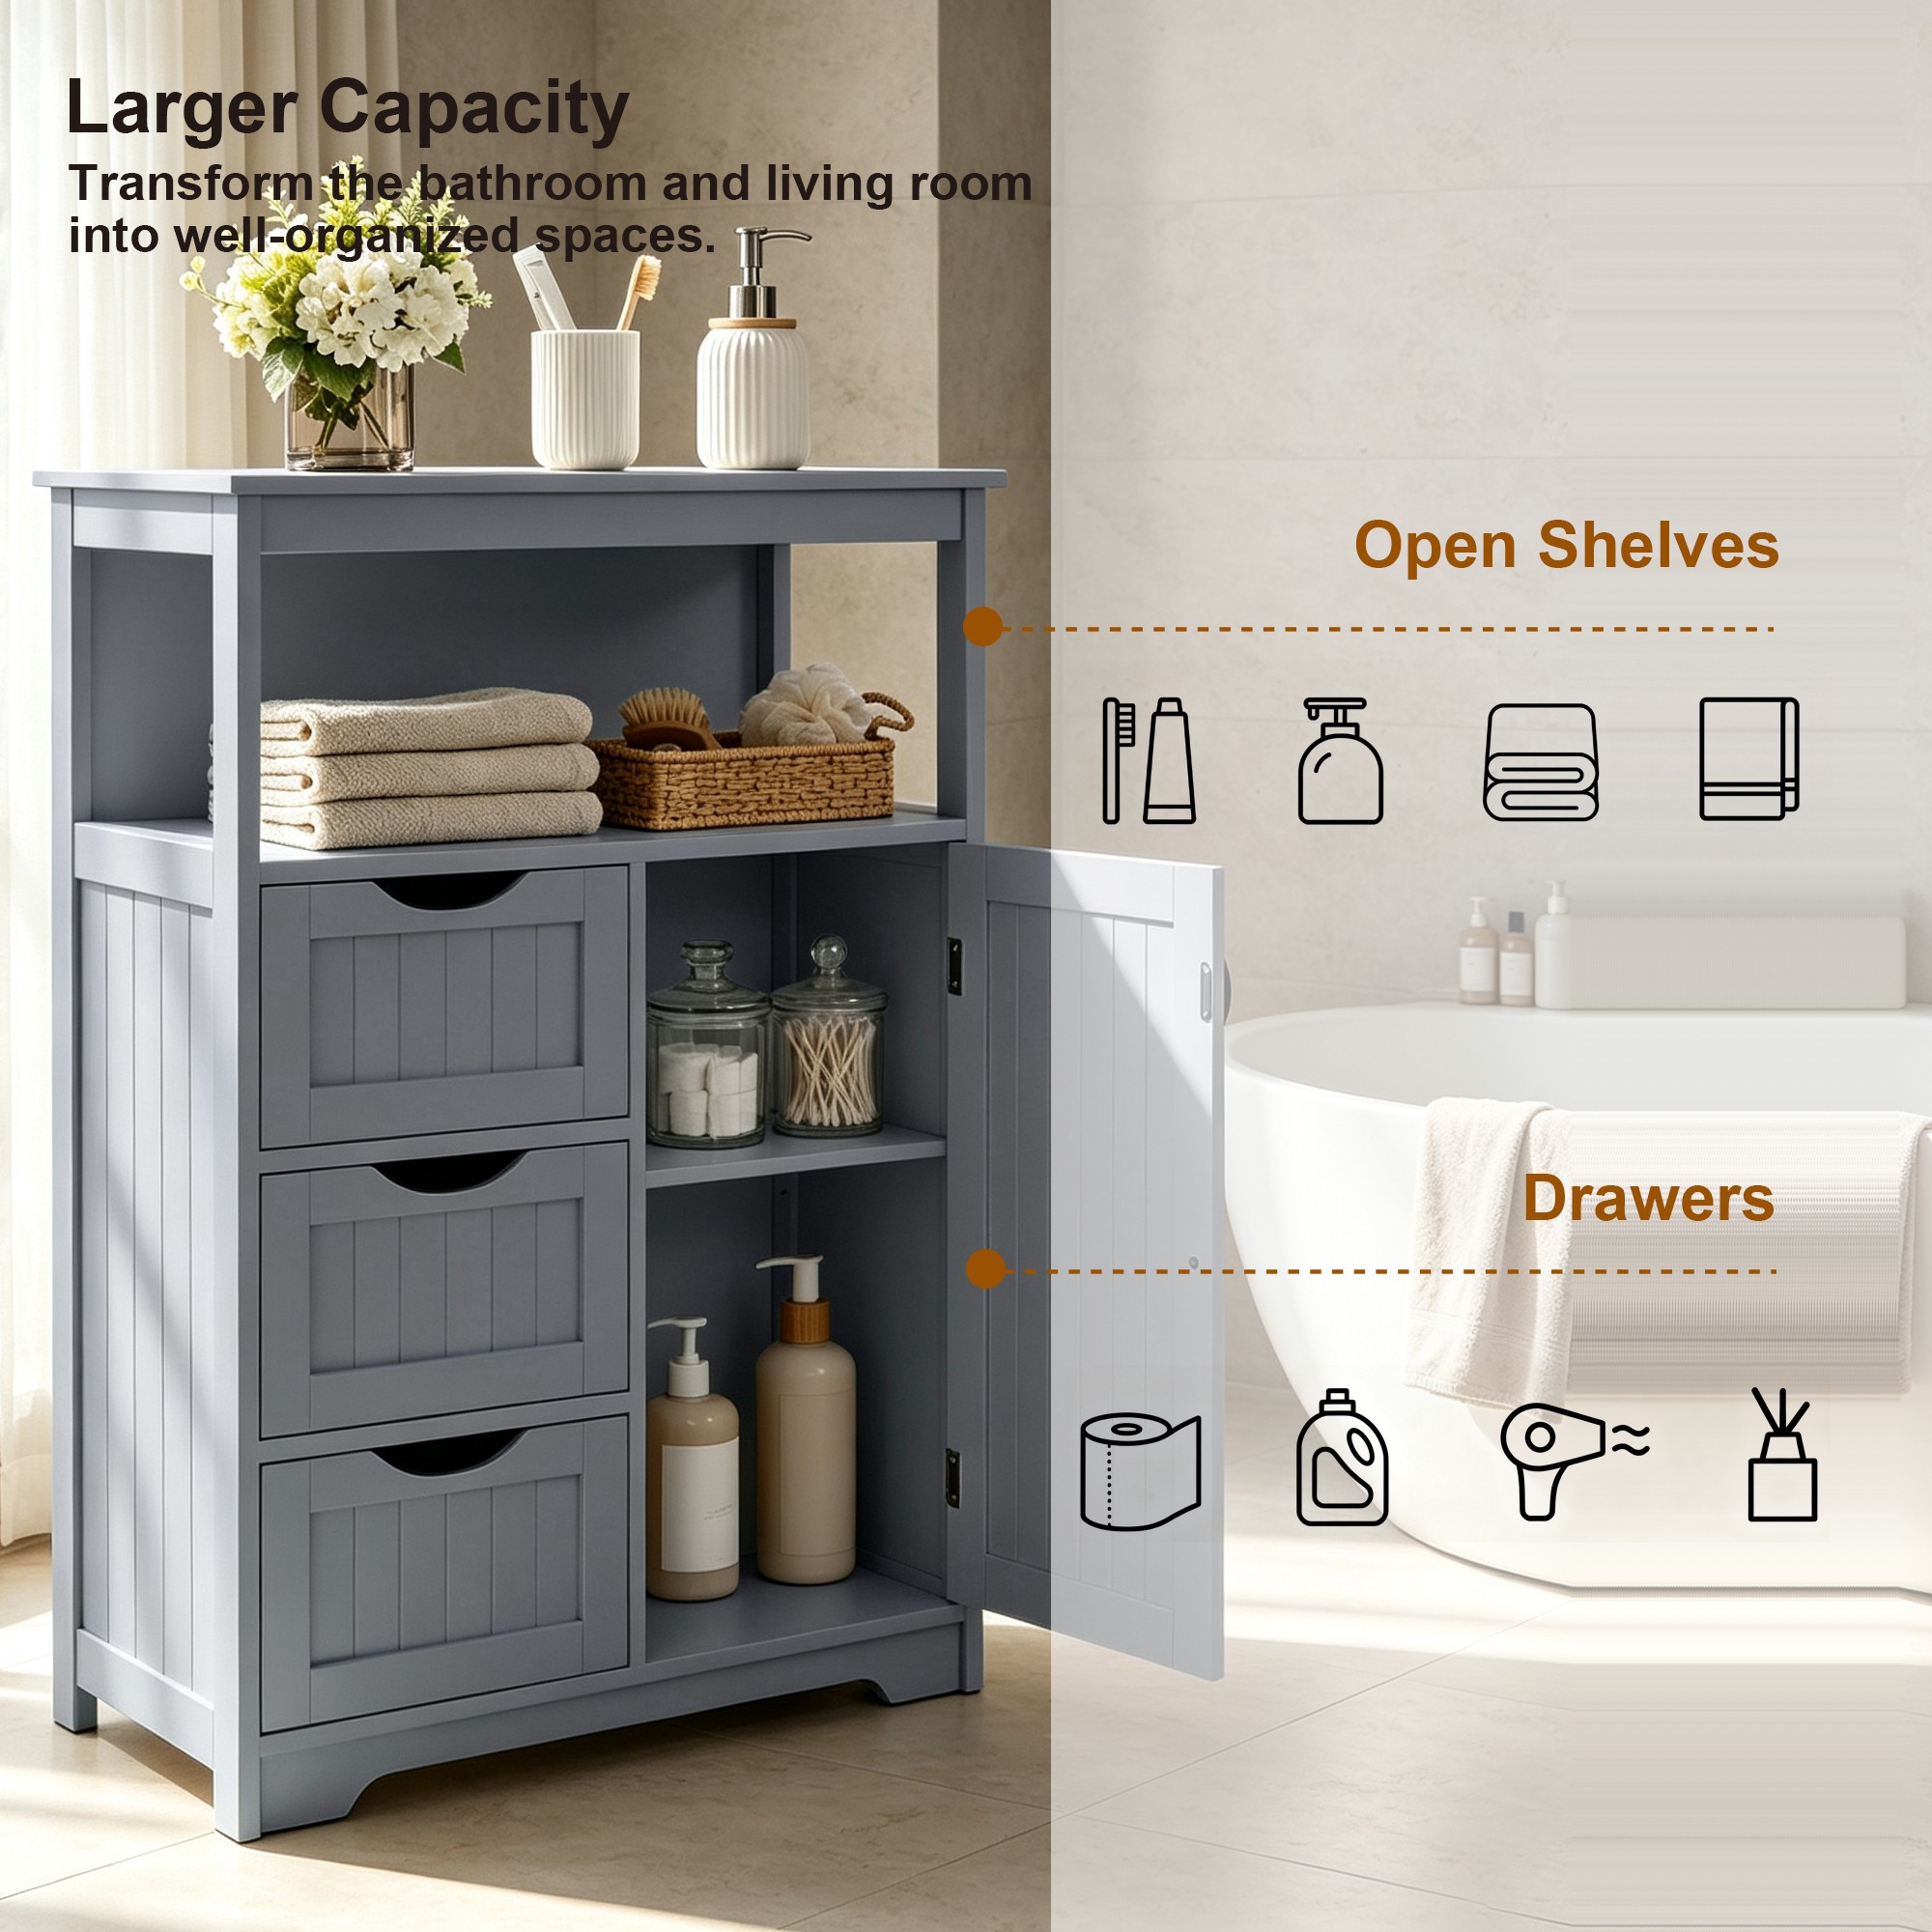 Larger Capacity
Transform the bathroom and living room
into well-organized spaces.
Open Shelves
Drawers